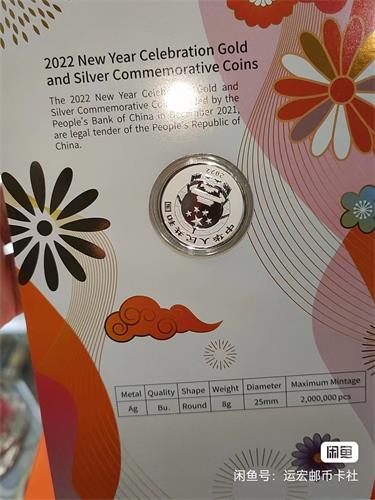 2022 New Year Celebration Gold
and Silver Commemorative Coins
The 2022 New Year Celebration Gold and
Silver Commemorative issued by the
People's Bank of China in December 2021,
are legal tender of the People's Republic of
China.
2022
中华人民共和国
Metal Quality Shape Weight Diameter Maximum Mintage
Ag Bu. Round 8g 25mm 2,000,000 pcs
闲鱼
闲鱼号：运宏邮币卡社